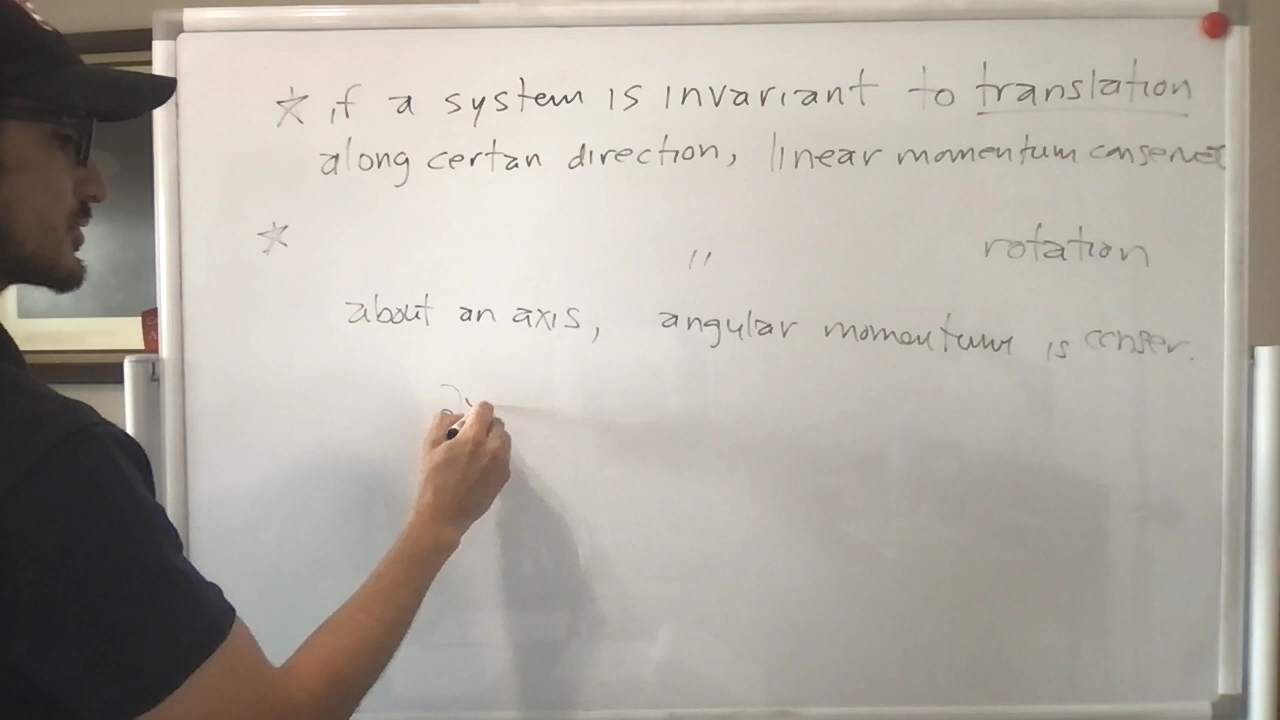 ☆ if a system is invariant to translation
along certan direction, linear momentum conserved
☆ " rotation
about an axis, angular momentum is conser.